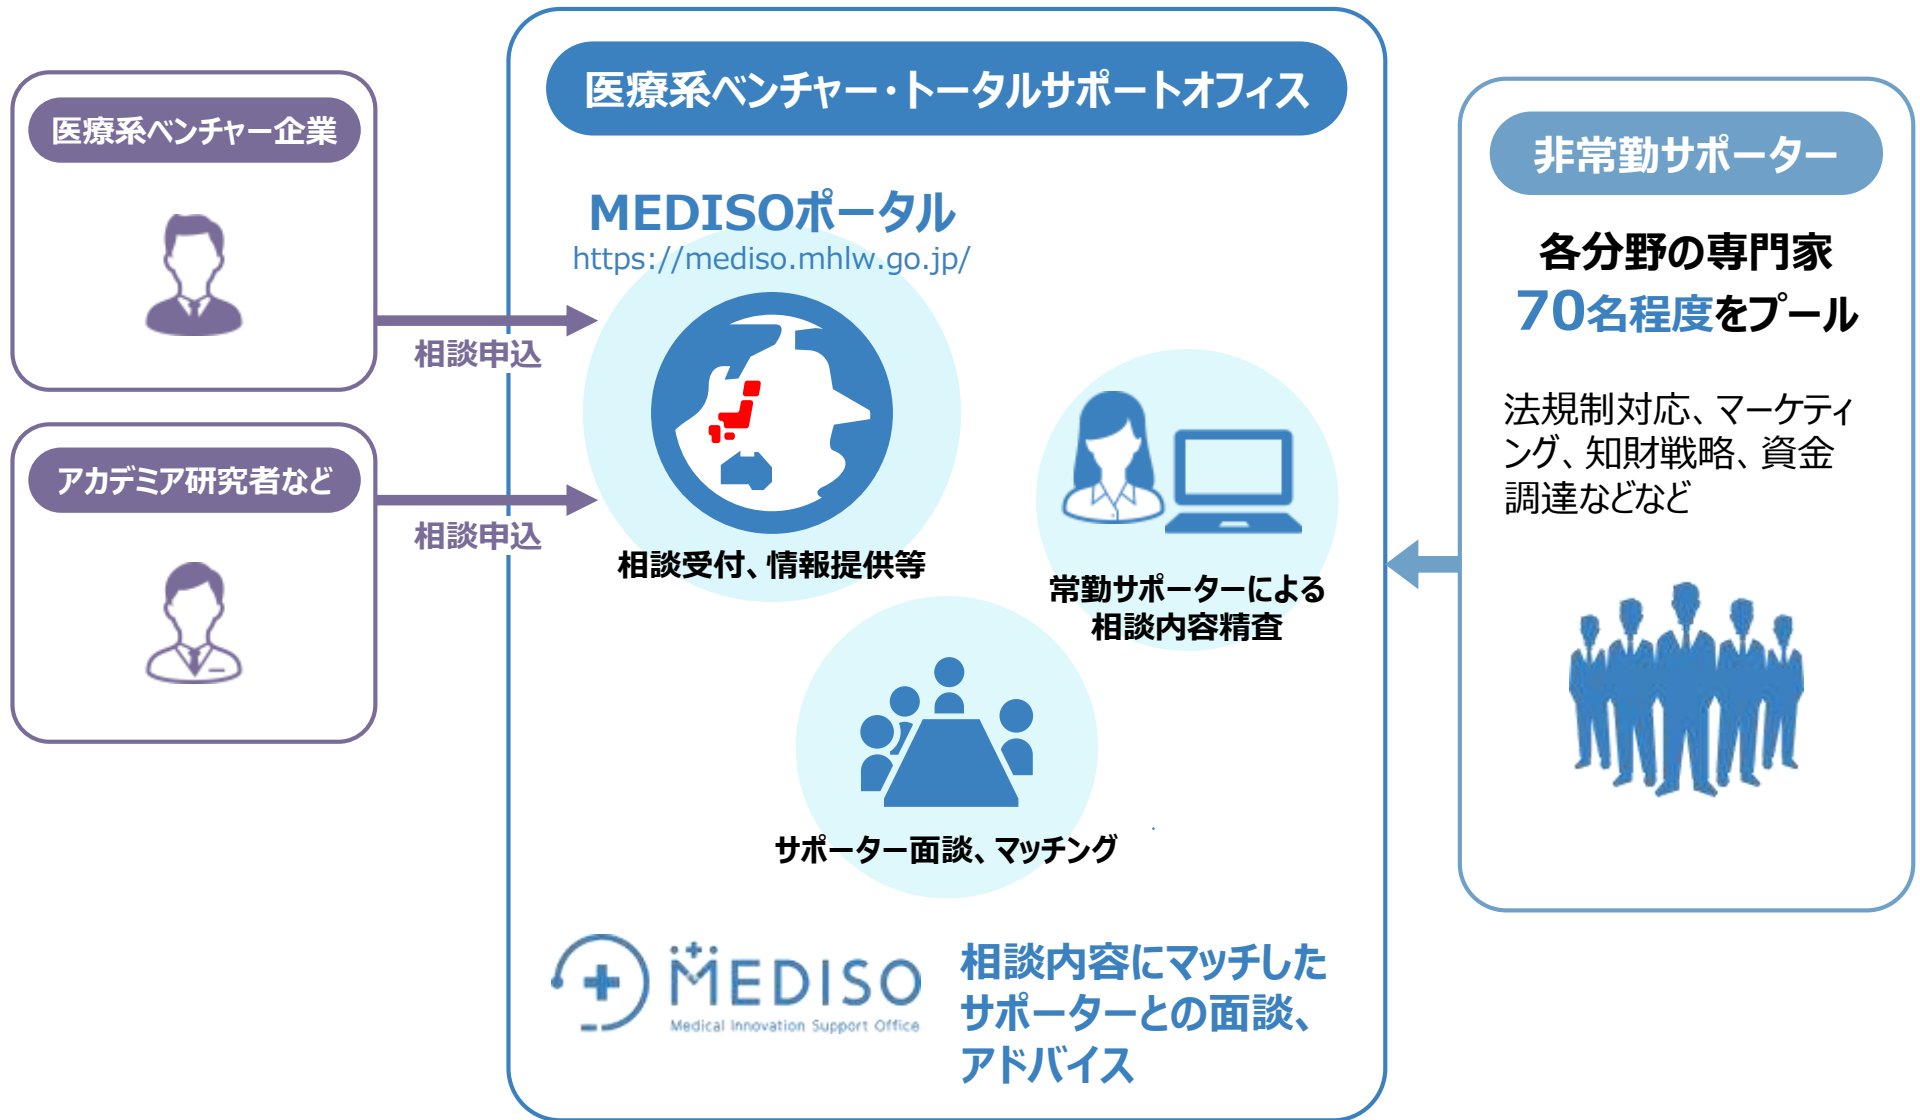 医療系ベンチャー企業
相談申込
アカデミア研究者など
相談申込
医療系ベンチャー・トータルサポートオフィス
MEDISOポータル
https://mediso.mhlw.go.jp/
相談受付、情報提供等
常勤サポーターによる
相談内容精査
サポーター面談、マッチング
MEDISO
Medical Innovation Support Office
相談内容にマッチした
サポーターとの面談、
アドバイス
非常勤サポーター
各分野の専門家
70名程度をプール
法規制対応、マーケティ
ング、知財戦略、資金
調達などなど